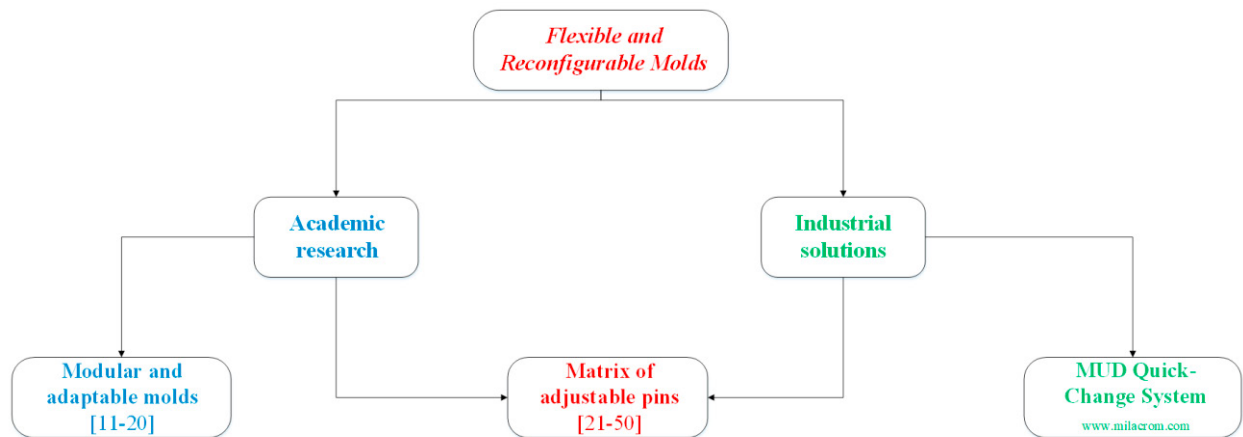 Flexible and
Reconfigurable Molds
Academic
research
Industrial
solutions
Modular and
adaptable molds
[11-20]
Matrix of
adjustable pins
[21-50]
MUD Quick-
Change System
www.milacrom.com